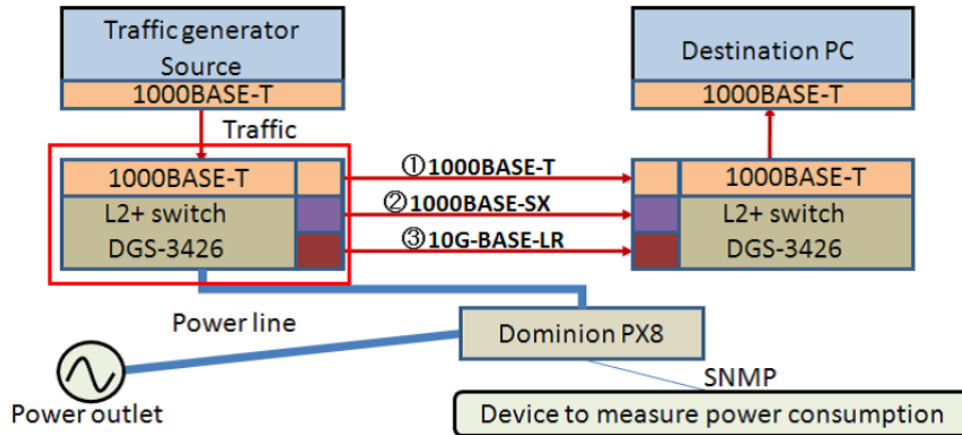 Traffic generator
Source
1000BASE-T
Destination PC
1000BASE-T
Traffic
1000BASE-T
L2+ switch
DGS-3426
①1000BASE-T
②1000BASE-SX
③10G-BASE-LR
1000BASE-T
L2+ switch
DGS-3426
Power line
Dominion PX8
SNMP
Power outlet
Device to measure power consumption